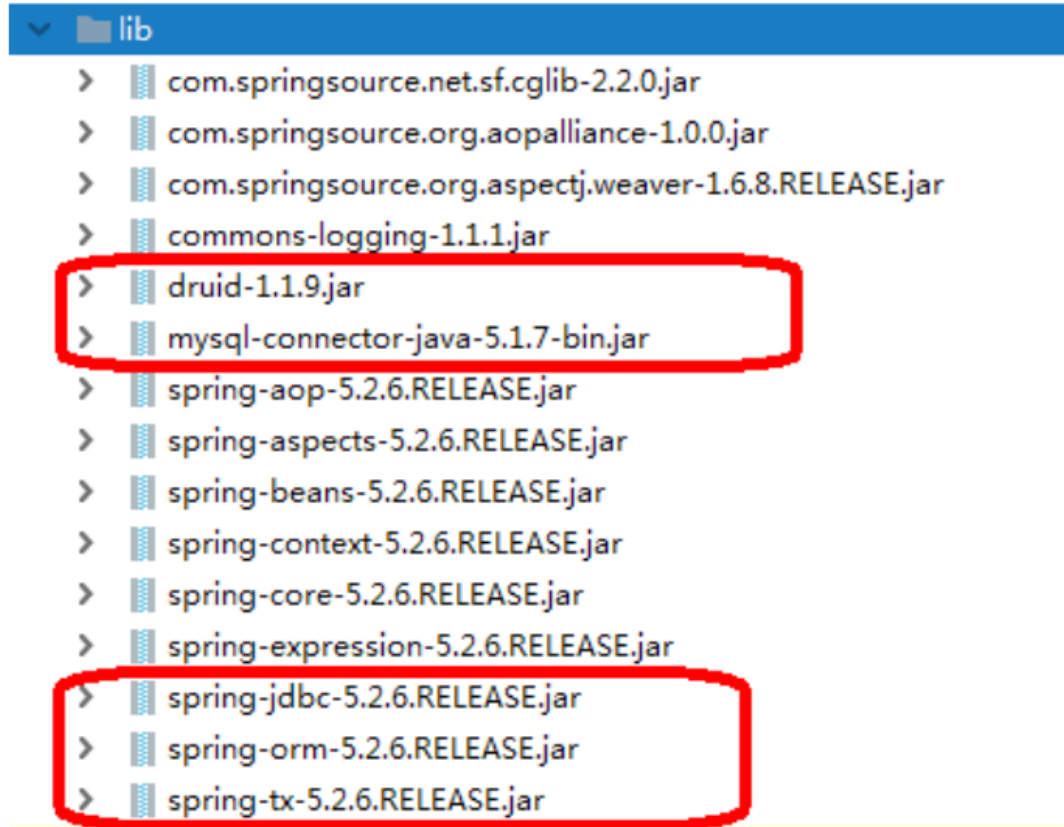 lib
com.springsource.net.sf.cglib-2.2.0.jar
com.springsource.org.aopalliance-1.0.0.jar
com.springsource.org.aspectj.weaver-1.6.8.RELEASE.jar
commons-logging-1.1.1.jar
druid-1.1.9.jar
mysql-connector-java-5.1.7-bin.jar
spring-aop-5.2.6.RELEASE.jar
spring-aspects-5.2.6.RELEASE.jar
spring-beans-5.2.6.RELEASE.jar
spring-context-5.2.6.RELEASE.jar
spring-core-5.2.6.RELEASE.jar
spring-expression-5.2.6.RELEASE.jar
spring-jdbc-5.2.6.RELEASE.jar
spring-orm-5.2.6.RELEASE.jar
spring-tx-5.2.6.RELEASE.jar